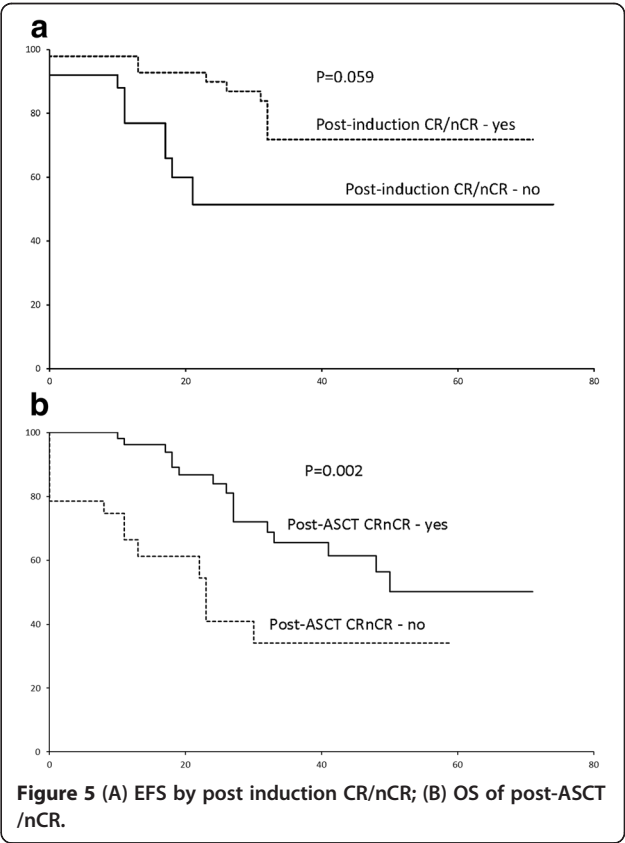 a
100
P=0.059
80
Post-induction CR/nCR - yes
60
Post-induction CR/nCR - no
40
20
0
0 20 40 60 80
b
100
P=0.002
80
Post-ASCT CRnCR - yes
60
Post-ASCT CRnCR - no
40
20
0
0 20 40 60 80
Figure 5 (A) EFS by post induction CR/nCR; (B) OS of post-ASCT
/nCR.